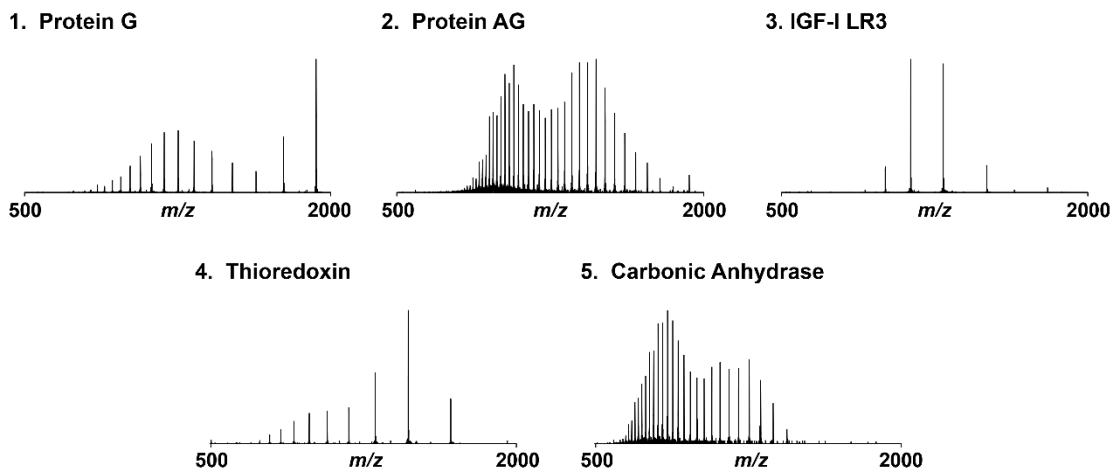 1. Protein G
500 m/z 2000
2. Protein AG
500 m/z 2000
3. IGF-I LR3
500 m/z 2000
4. Thioredoxin
500 m/z 2000
5. Carbonic Anhydrase
500 m/z 2000